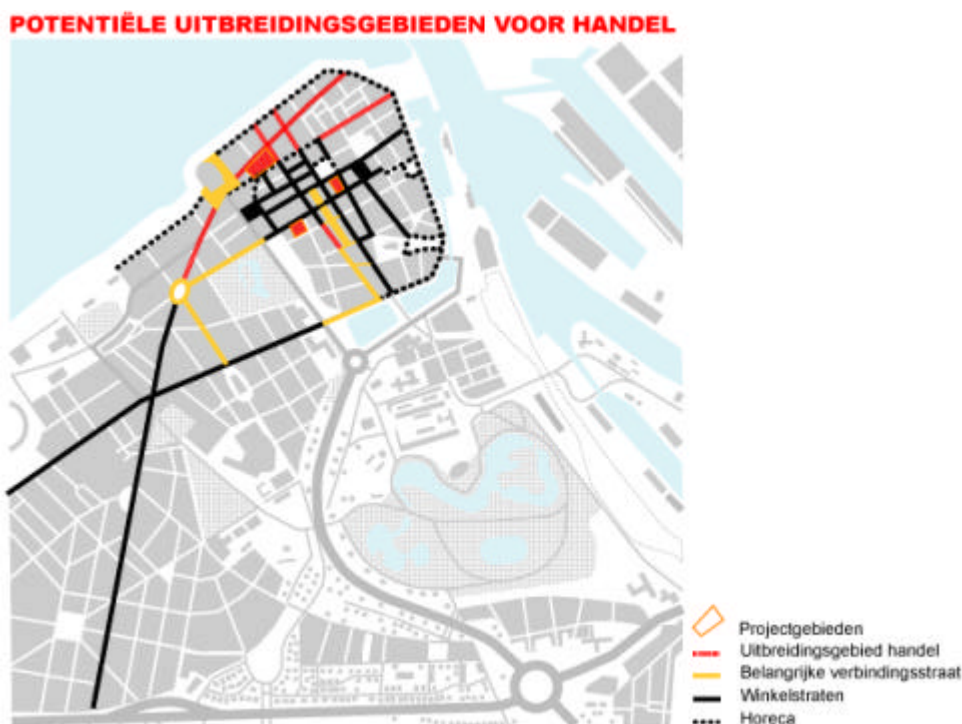 POTENTIËLE UITBREIDINGSGEBIEDEN VOOR HANDEL
Projectgebieden
Uitbreidingsgebied handel
Belangrijke verbindingsstraat
Winkelstraten
Horeca